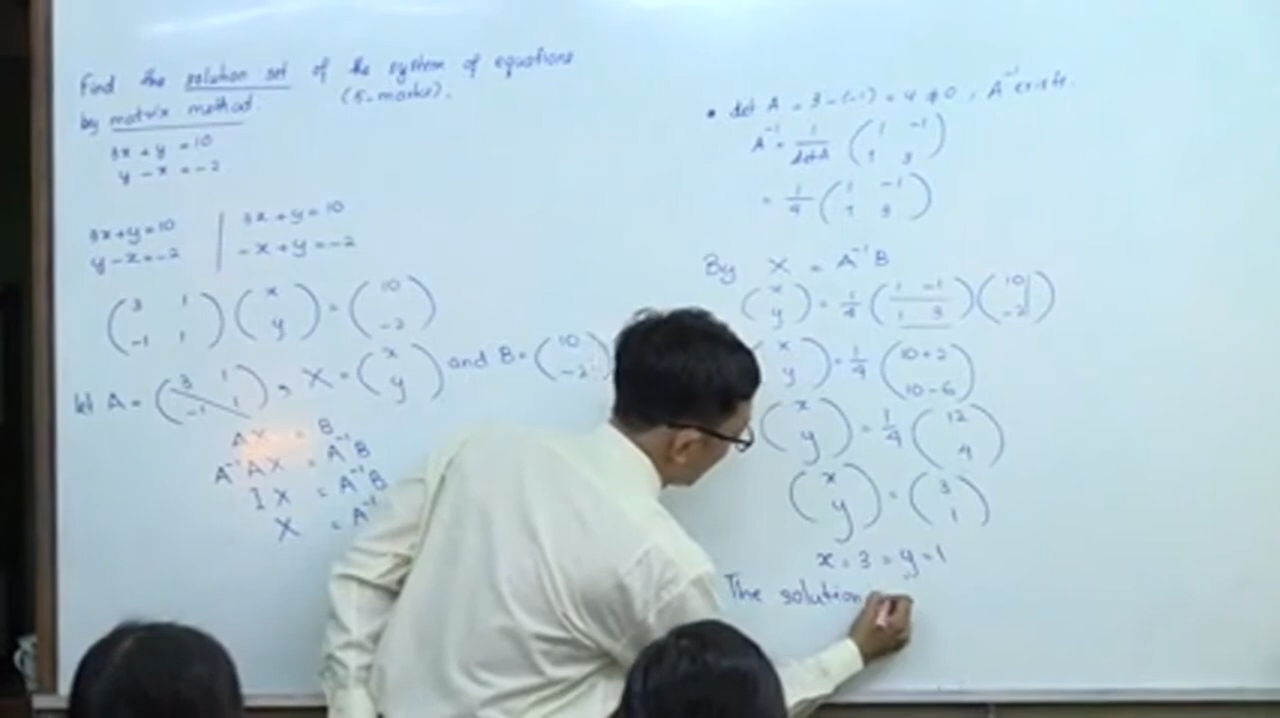 Find the solution set of the system of equations
by matrix method. (5-marks).
3x + y = 10
y - x = -2
3x+y=10 | 3x+y=10
y-x=-2 | -x+y=-2
( 3 1 ) ( x ) = ( 10 )
( -1 1 ) ( y ) ( -2 )
let A = ( 3 1 ) , X = ( x ) and B = ( 10 )
( -1 1 ) ( y ) ( -2 )
AX = B
A⁻¹AX = A⁻¹B
IX = A⁻¹B
X = A⁻¹
• det A = 3-(-1) = 4 ≠ 0, A⁻¹ exists.
A⁻¹ = 1/det A ( 1 -1 )
( 1 3 )
= 1/4 ( 1 -1 )
( 1 3 )
By X = A⁻¹B
( x ) = 1/4 ( 1 -1 ) ( 10 )
( y ) ( 1 3 ) ( -2 )
( x ) = 1/4 ( 10+2 )
( y ) ( 10-6 )
( x ) = 1/4 ( 12 )
( y ) ( 4 )
( x ) = ( 3 )
( y ) ( 1 )
x = 3 = y = 1
The solution